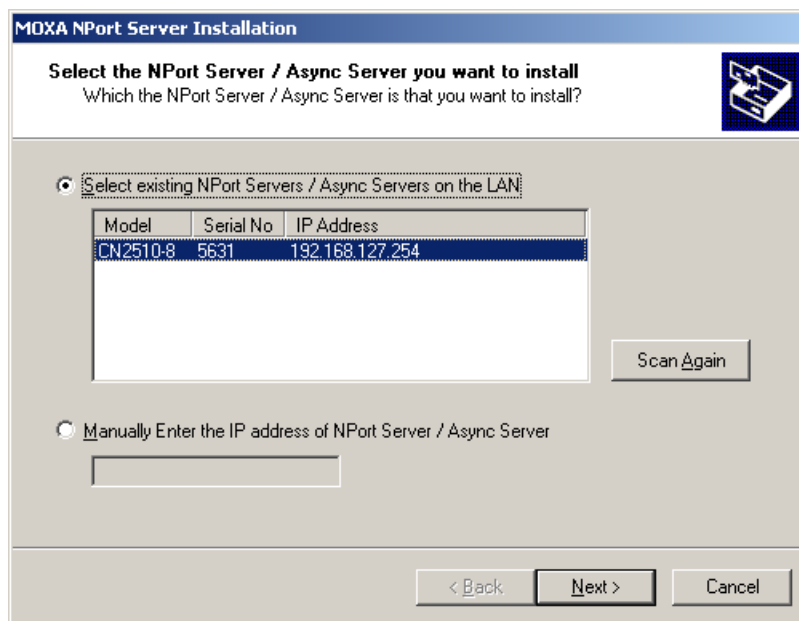 MOXA NPort Server Installation
Select the NPort Server / Async Server you want to install
Which the NPort Server / Async Server is that you want to install?
Select existing NPort Servers / Async Servers on the LAN
Model Serial No IP Address
CN2510-8 5631 192.168.127.254
Scan Again
Manually Enter the IP address of NPort Server / Async Server
< Back Next > Cancel